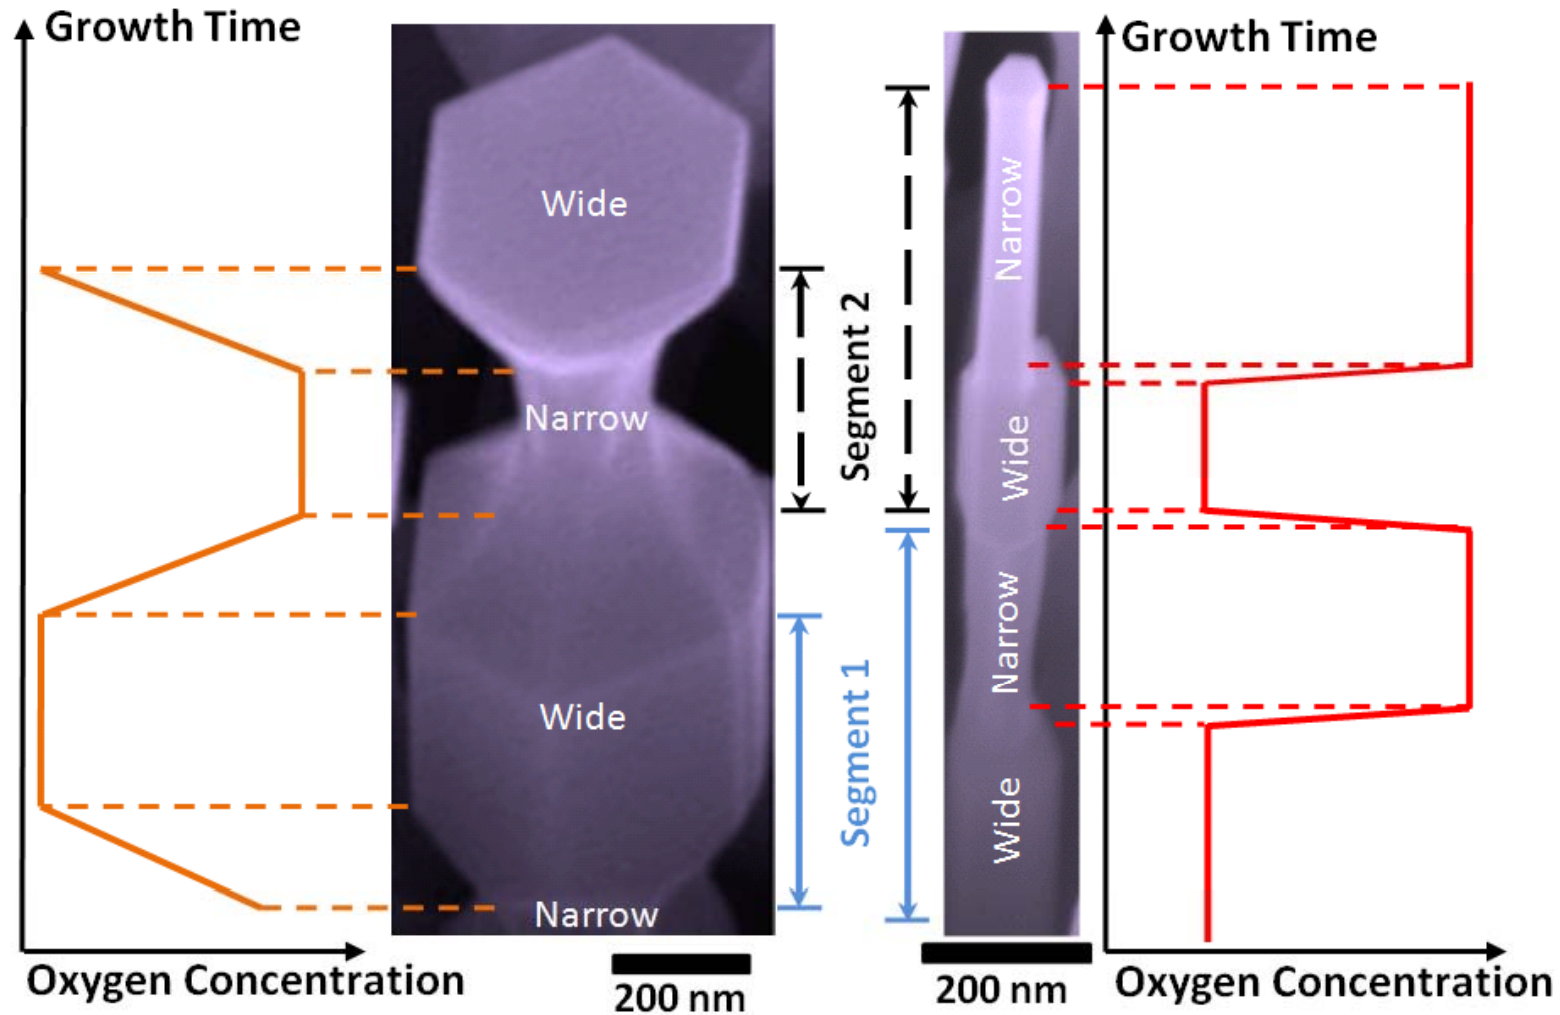 Growth Time
Growth Time
Wide
Narrow
Narrow
Segment 2
Wide
Narrow
Wide
Segment 1
Wide
Narrow
Oxygen Concentration
200 nm
200 nm
Oxygen Concentration